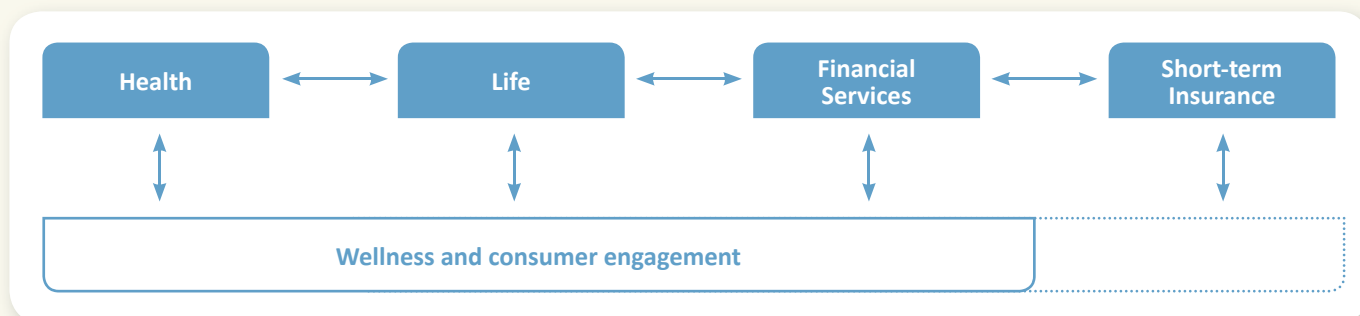 Health
Life
Financial
Services
Short-term
Insurance
Wellness and consumer engagement